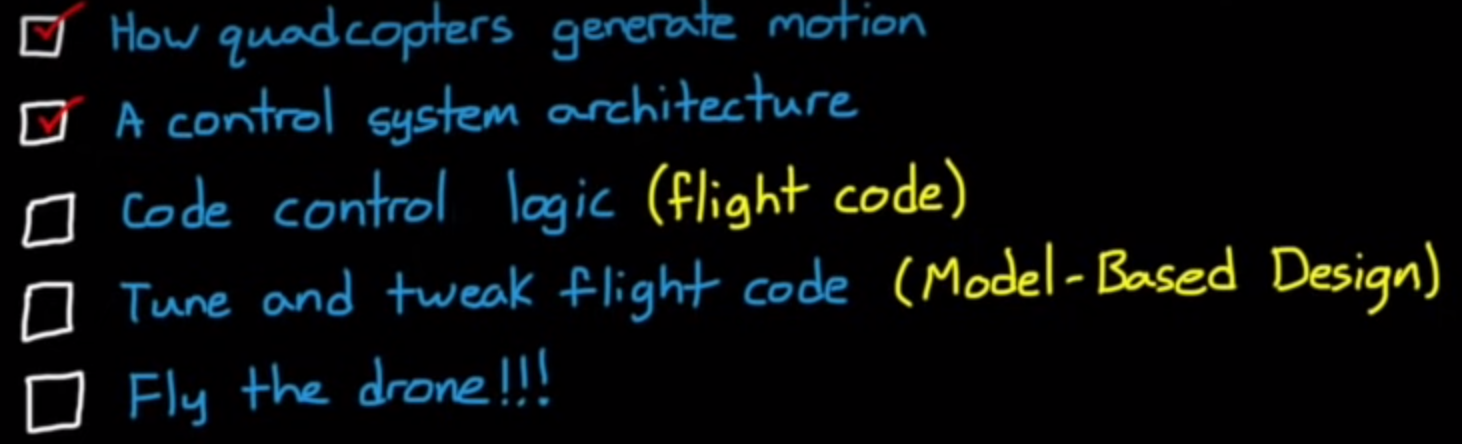 How quadcopters generate motion
A control system architecture
Code control logic (flight code)
Tune and tweak flight code (Model-Based Design)
Fly the drone!!!